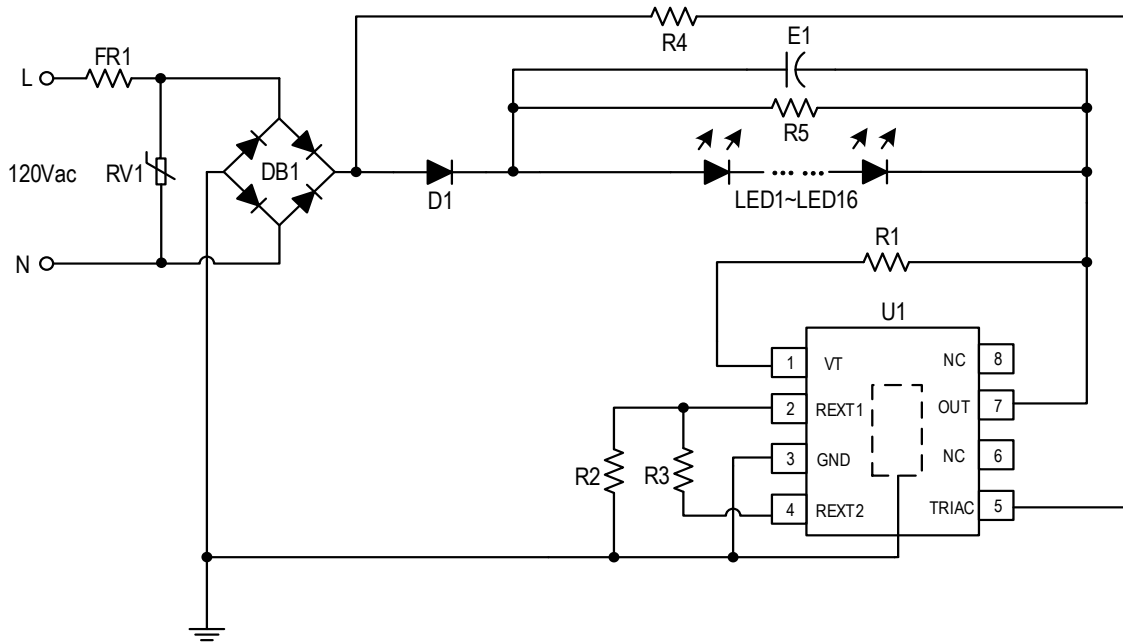 R4
E1
FR1
L
R5
120Vac
RV1
DB1
D1
LED1~LED16
N
R1
U1
1
VT
NC
8
2
REXT1
OUT
7
R2
R3
3
GND
NC
6
4
REXT2
TRIAC
5